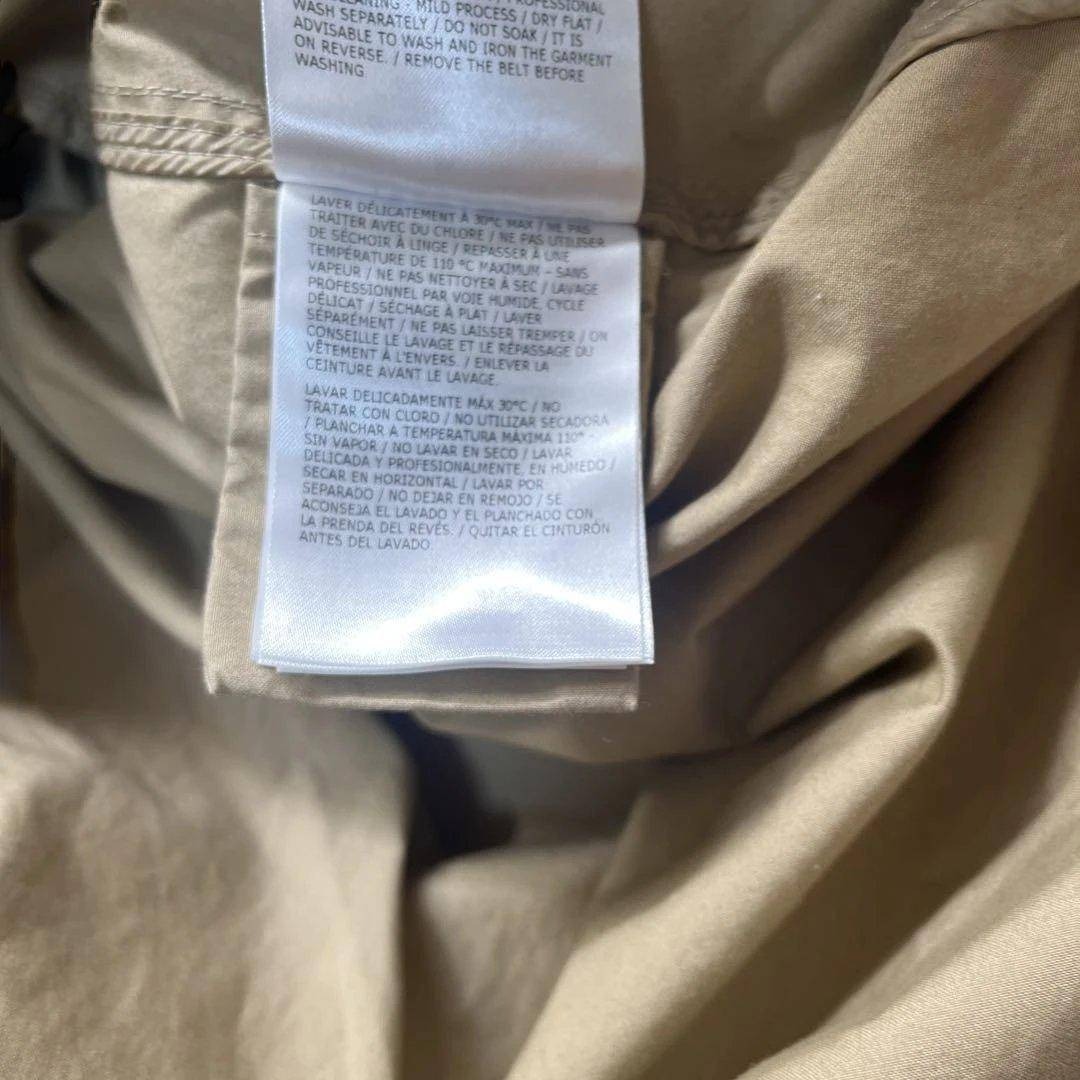 CLEANING - MILD PROCESS / DRY FLAT /
WASH SEPARATELY / DO NOT SOAK / IT IS
ADVISABLE TO WASH AND IRON THE GARMENT
ON REVERSE. / REMOVE THE BELT BEFORE
WASHING
LAVER DÉLICATEMENT À 30°C MAX / NE PAS
TRAITER AVEC DU CHLORE / NE PAS UTILISER
DE SÉCHOIR À LINGE / REPASSER À UNE
TEMPÉRATURE DE 110 °C MAXIMUM – SANS
VAPEUR / NE PAS NETTOYER À SEC / LAVAGE
PROFESSIONNEL PAR VOIE HUMIDE, CYCLE
DÉLICAT / SÉCHAGE À PLAT / LAVER
SÉPARÉMENT / NE PAS LAISSER TREMPER / ON
CONSEILLE LE LAVAGE ET LE RÉPASSAGE DU
VÊTEMENT À L'ENVERS. / ENLEVER LA
CEINTURE AVANT LE LAVAGE.
LAVAR DELICADAMENTE MÁX 30°C / NO
TRATAR CON CLORO / NO UTILIZAR SECADORA
/ PLANCHAR A TEMPERATURA MÁXIMA 110° -
SIN VAPOR / NO LAVAR EN SECO / LAVAR
DELICADA Y PROFESIONALMENTE, EN HÚMEDO /
SECAR EN HORIZONTAL / LAVAR POR
SEPARADO / NO DEJAR EN REMOJO / SE
ACONSEJA EL LAVADO Y EL PLANCHADO CON
LA PRENDA DEL REVÉS. / QUITAR EL CINTURÓN
ANTES DEL LAVADO.